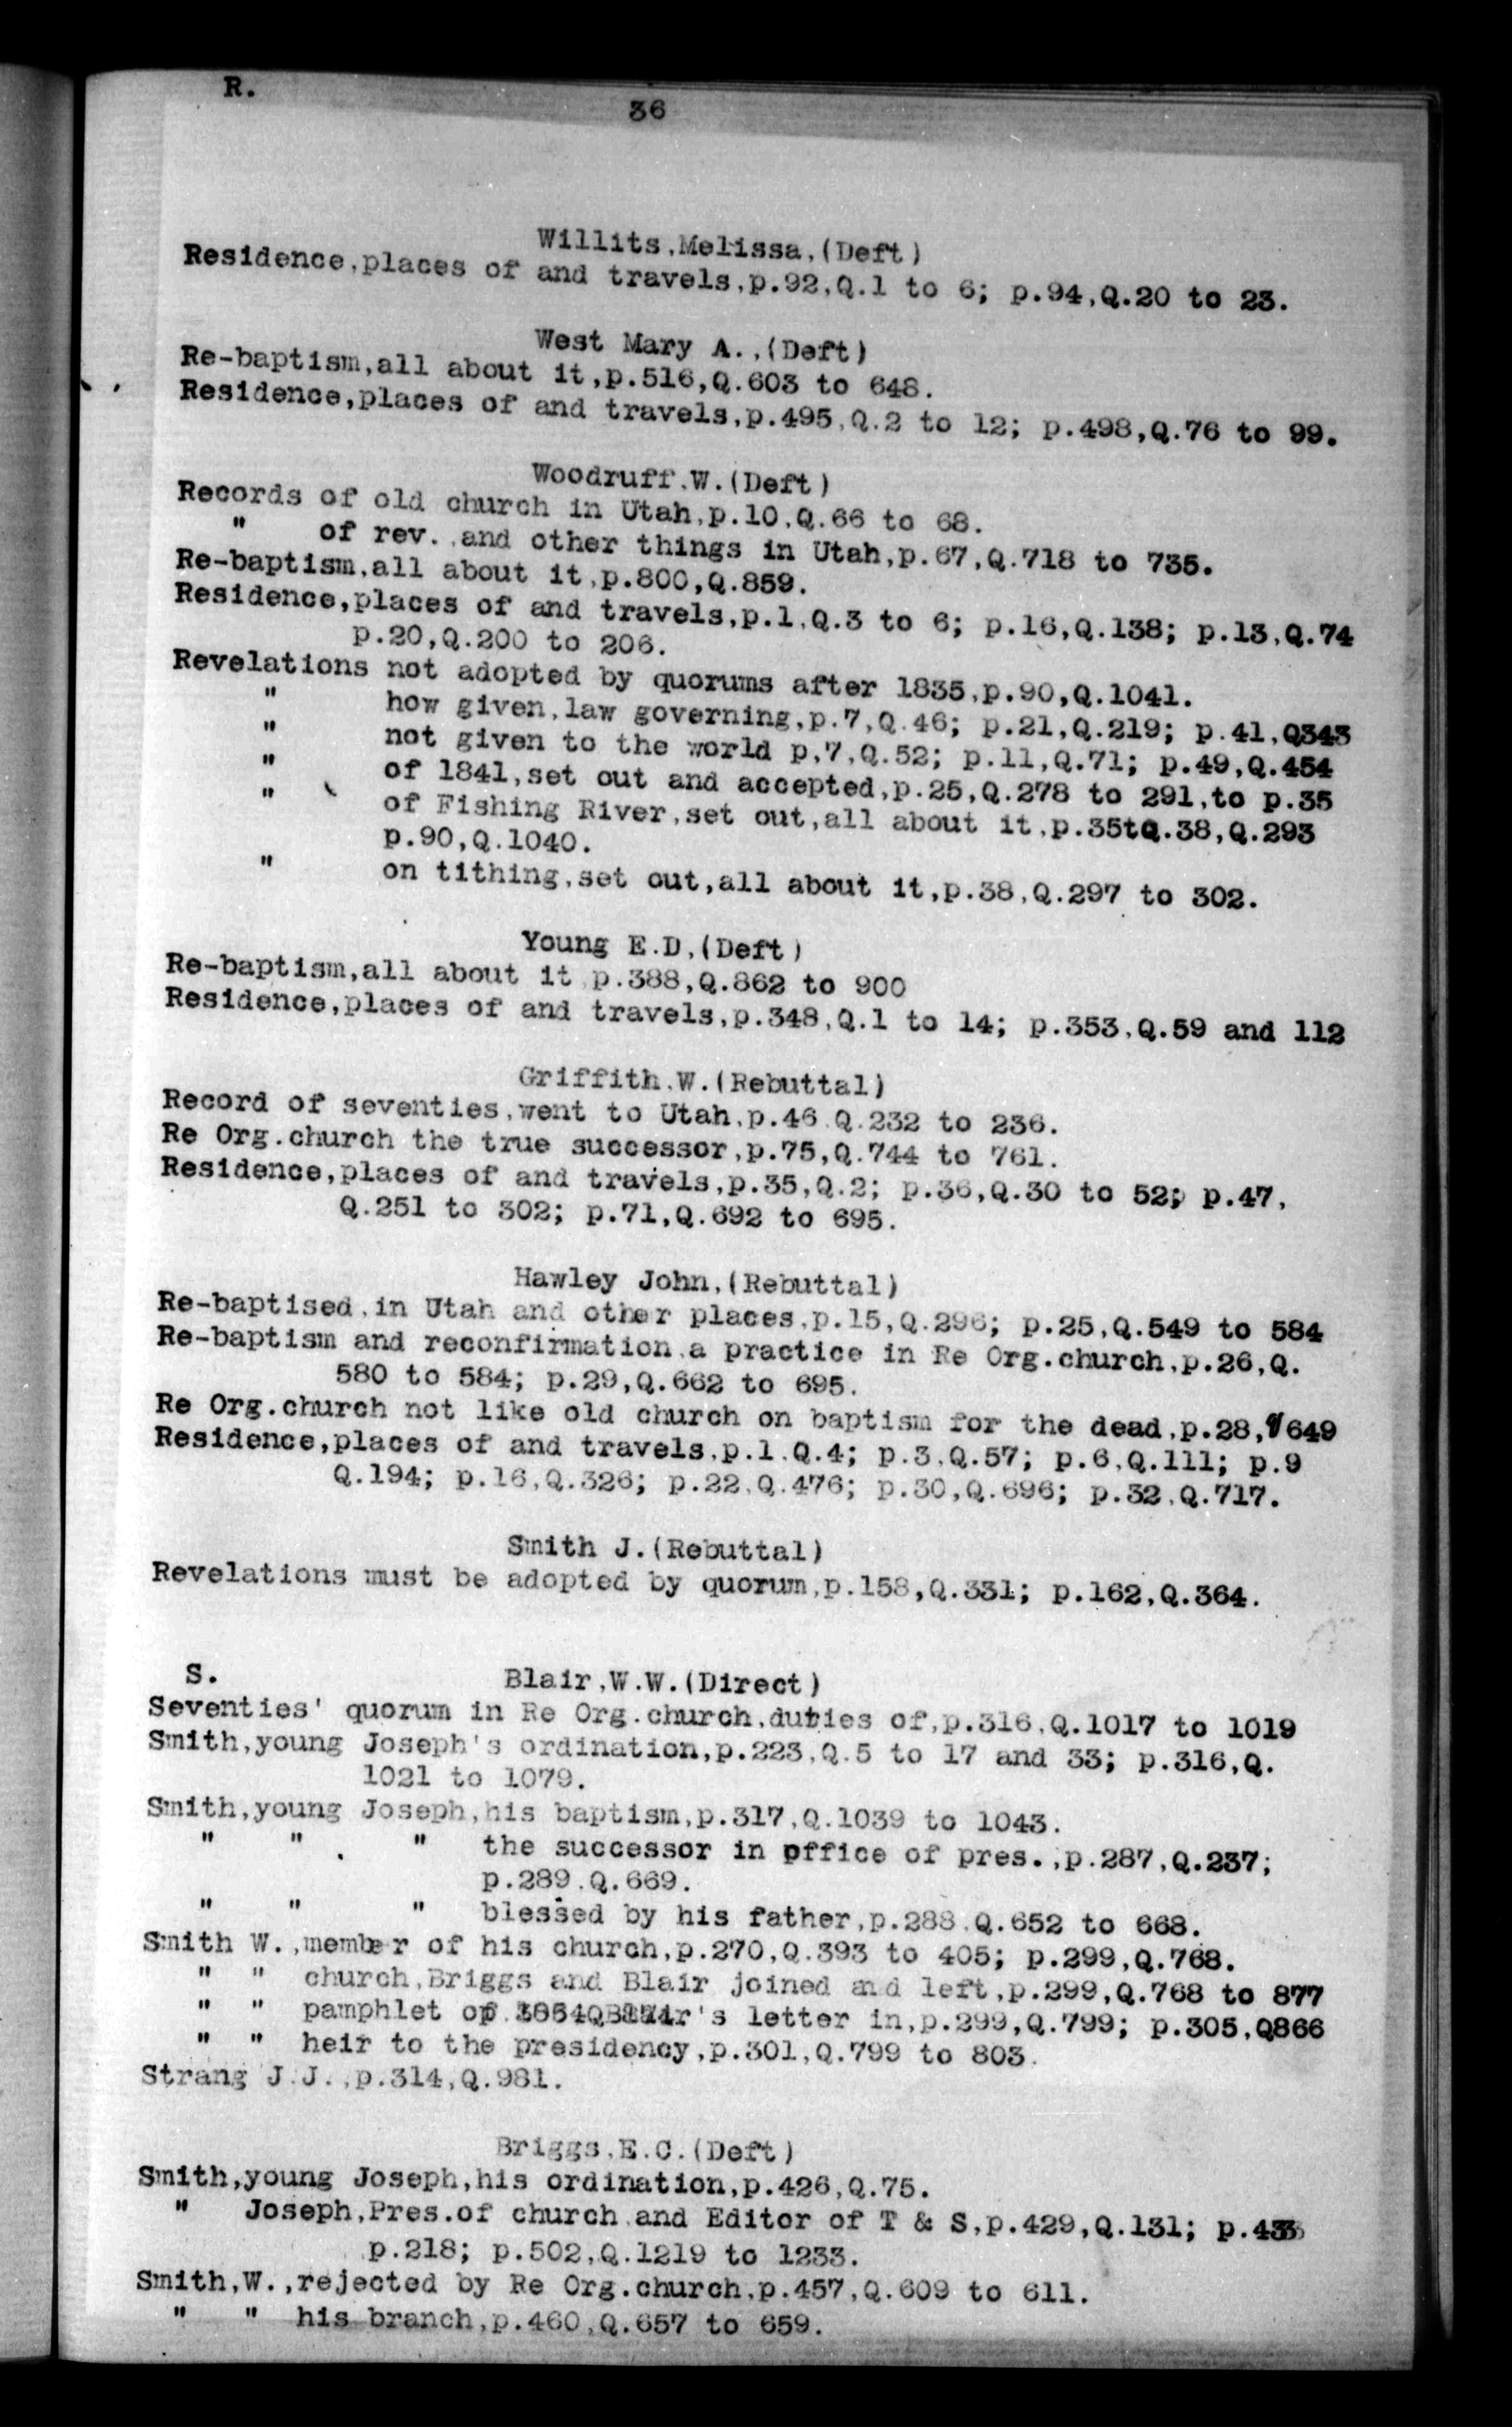 R.
36
Willits,Melissa,(Deft)
Residence,places of and travels,p.92,Q.1 to 6; p.94,Q.20 to 23.
West Mary A.,(Deft)
Re-baptism,all about it,p.516,Q.603 to 648.
Residence,places of and travels,p.495,Q.2 to 12; p.498,Q.76 to 99.
Woodruff.W.(Deft)
Records of old church in Utah,p.10,Q.66 to 68.
" of rev.,and other things in Utah,p.67,Q.718 to 735.
Re-baptism,all about it,p.800,Q.859.
Residence,places of and travels,p.1,Q.3 to 6; p.16,Q.138; p.13,Q.74
p.20,Q.200 to 206.
Revelations not adopted by quorums after 1835,p.90,Q.1041.
" how given,law governing,p.7,Q.46; p.21,Q.219; p.41,Q343
" not given to the world p,7,Q.52; p.11,Q.71; p.49,Q.454
" of 1841,set out and accepted,p.25,Q.278 to 291,to p.35
" of Fishing River,set out,all about it,p.35tQ.38,Q.293
p.90,Q.1040.
" on tithing,set out,all about it,p.38,Q.297 to 302.
Young E.D,(Deft)
Re-baptism,all about it p.388,Q.862 to 900
Residence,places of and travels,p.348,Q.1 to 14; p.353,Q.59 and 112
Griffith,W.(Rebuttal)
Record of seventies,went to Utah,p.46,Q.232 to 236.
Re Org.church the true successor,p.75,Q.744 to 761.
Residence,places of and travels,p.35,Q.2; p.36,Q.30 to 52; p.47,
Q.251 to 302; p.71,Q.692 to 695.
Hawley John,(Rebuttal)
Re-baptised,in Utah and other places,p.15,Q.296; p.25,Q.549 to 584
Re-baptism and reconfirmation,a practice in Re Org.church,p.26,Q.
580 to 584; p.29,Q.662 to 695.
Re Org.church not like old church on baptism for the dead,p.28,q649
Residence,places of and travels,p.1,Q.4; p.3,Q.57; p.6,Q.111; p.9
Q.194; p.16,Q.326; p.22,Q.476; p.30,Q.696; p.32,Q.717.
Smith J.(Rebuttal)
Revelations must be adopted by quorum,p.158,Q.331; p.162,Q.364.
S.
Blair,W.W.(Direct)
Seventies' quorum in Re Org.church,duties of,p.316,Q.1017 to 1019
Smith,young Joseph's ordination,p.223,Q.5 to 17 and 33; p.316,Q.
1021 to 1079.
Smith,young Joseph,his baptism,p.317,Q.1039 to 1043.
" " " the successor in office of pres.,p.287,Q.237;
p.289,Q.669.
" " " blessed by his father,p.288,Q.652 to 668.
Smith W.,member of his church,p.270,Q.393 to 405; p.299,Q.768.
" " church,Briggs and Blair joined and left,p.299,Q.768 to 877
" " pamphlet letter in,p.299,Q.799; p.305,Q866
" " heir to the presidency,p.301,Q.799 to 803.
Strang J.J.,p.314,Q.981.
Briggs,E.C.(Deft)
Smith,young Joseph,his ordination,p.426,Q.75.
" Joseph,Pres.of church and Editor of T & S,p.429,Q.131;
p.218; p.502,Q.1219 to 1233.
Smith,W.,rejected by Re Org.church,p.457,Q.609 to 611.
" " his branch,p.460,Q.657 to 659.